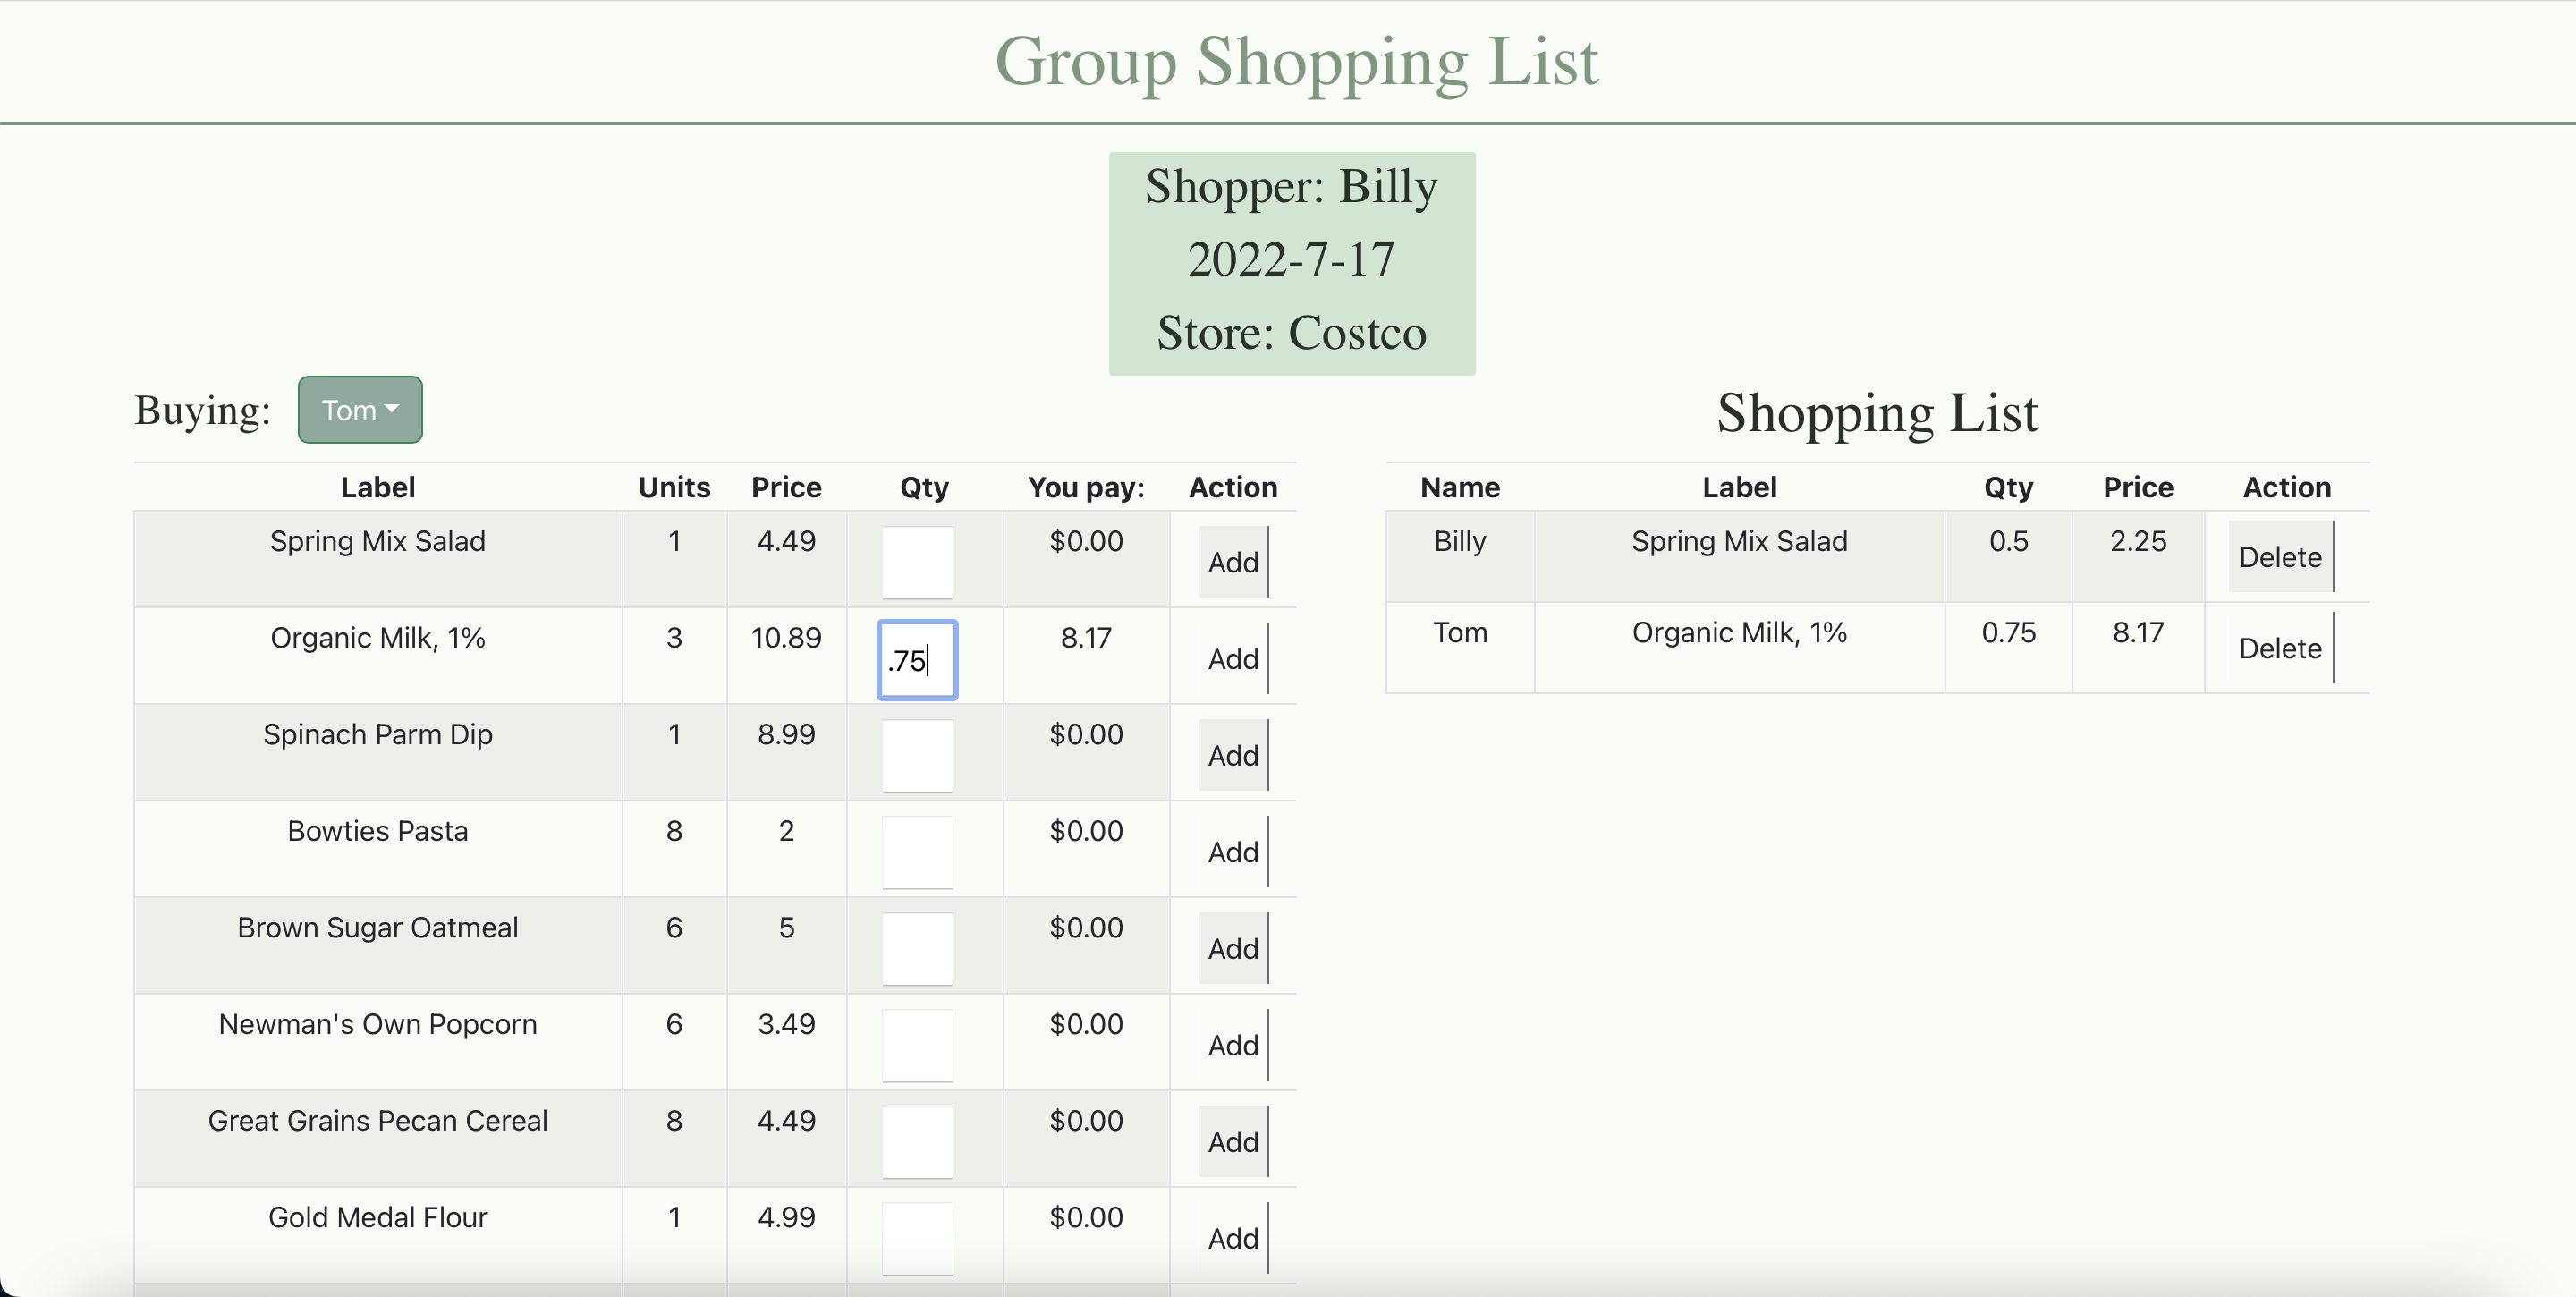 Group Shopping List
Shopper: Billy
2022-7-17
Store: Costco
Buying: Tom
Label Units Price Qty You pay: Action
Spring Mix Salad 1 4.49 $0.00 Add
Organic Milk, 1% 3 10.89 .75 8.17 Add
Spinach Parm Dip 1 8.99 $0.00 Add
Bowties Pasta 8 2 $0.00 Add
Brown Sugar Oatmeal 6 5 $0.00 Add
Newman's Own Popcorn 6 3.49 $0.00 Add
Great Grains Pecan Cereal 8 4.49 $0.00 Add
Gold Medal Flour 1 4.99 $0.00 Add
Shopping List
Name Label Qty Price Action
Billy Spring Mix Salad 0.5 2.25 Delete
Tom Organic Milk, 1% 0.75 8.17 Delete